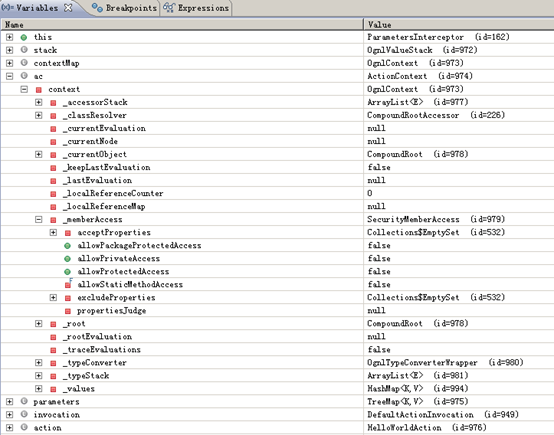 (x)= Variables Breakpoints Expressions
Name Value
this ParametersInterceptor (id=162)
stack OgnlValueStack (id=972)
contextMap OgnlContext (id=973)
ac ActionContext (id=974)
context OgnlContext (id=973)
_accessorStack ArrayList<E> (id=977)
_classResolver CompoundRootAccessor (id=226)
_currentEvaluation null
_currentNode null
_currentObject CompoundRoot (id=978)
_keepLastEvaluation false
_lastEvaluation null
_localReferenceCounter 0
_localReferenceMap null
_memberAccess SecurityMemberAccess (id=979)
acceptProperties Collections$EmptySet (id=532)
allowPackageProtectedAccess false
allowPrivateAccess false
allowProtectedAccess false
allowStaticMethodAccess false
excludeProperties Collections$EmptySet (id=532)
propertiesJudge null
_root CompoundRoot (id=978)
_rootEvaluation null
_traceEvaluations false
_typeConverter OgnlTypeConverterWrapper (id=980)
_typeStack ArrayList<E> (id=981)
_values HashMap<K,V> (id=994)
parameters TreeMap<K,V> (id=975)
invocation DefaultActionInvocation (id=949)
action HelloWorldAction (id=976)